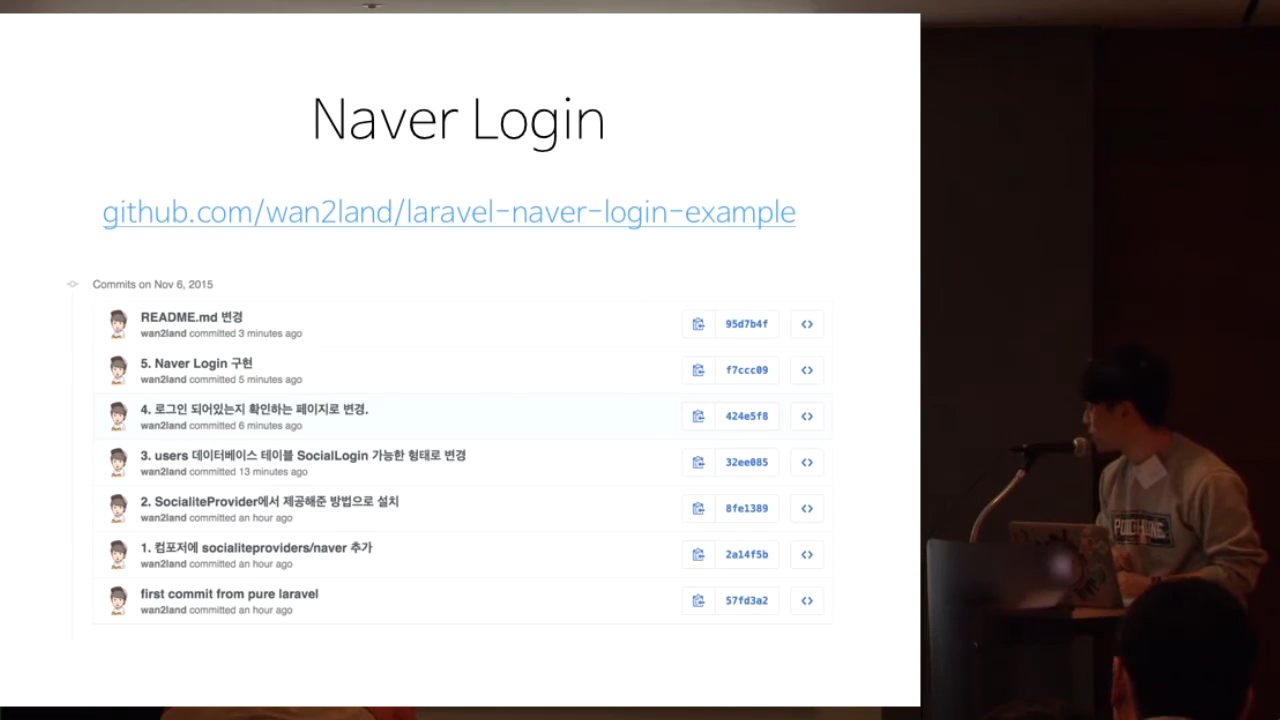 Naver Login
github.com/wan2land/laravel-naver-login-example
Commits on Nov 6, 2015
README.md 변경
wan2land committed 3 minutes ago
95d7b4f
5. Naver Login 구현
wan2land committed 5 minutes ago
f7ccc09
4. 로그인 되어있는지 확인하는 페이지로 변경.
wan2land committed 6 minutes ago
424e5f8
3. users 데이터베이스 테이블 SocialLogin 가능한 형태로 변경
wan2land committed 13 minutes ago
32ee085
2. SocialiteProvider에서 제공해준 방법으로 설치
wan2land committed an hour ago
8fe1389
1. 컴포저에 socialiteproviders/naver 추가
wan2land committed an hour ago
2a14f5b
first commit from pure laravel
wan2land committed an hour ago
57fd3a2